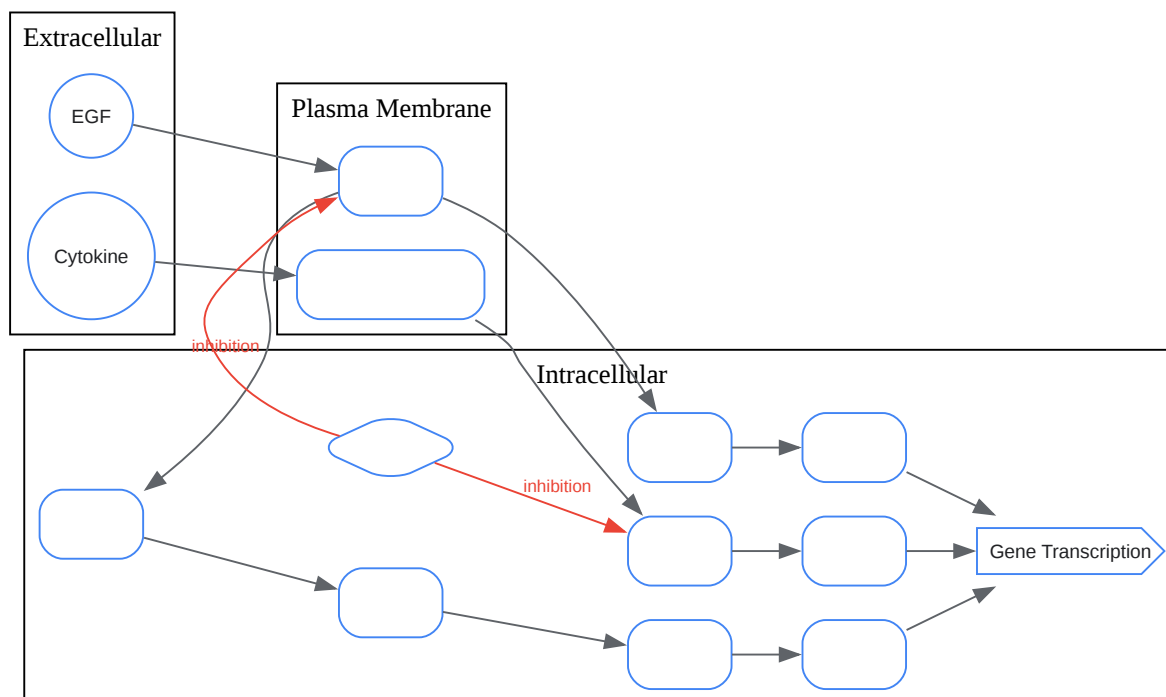 Extracellular
EGF
Plasma Membrane
Cytokine
inhibition
Intracellular
inhibition
Gene Transcription